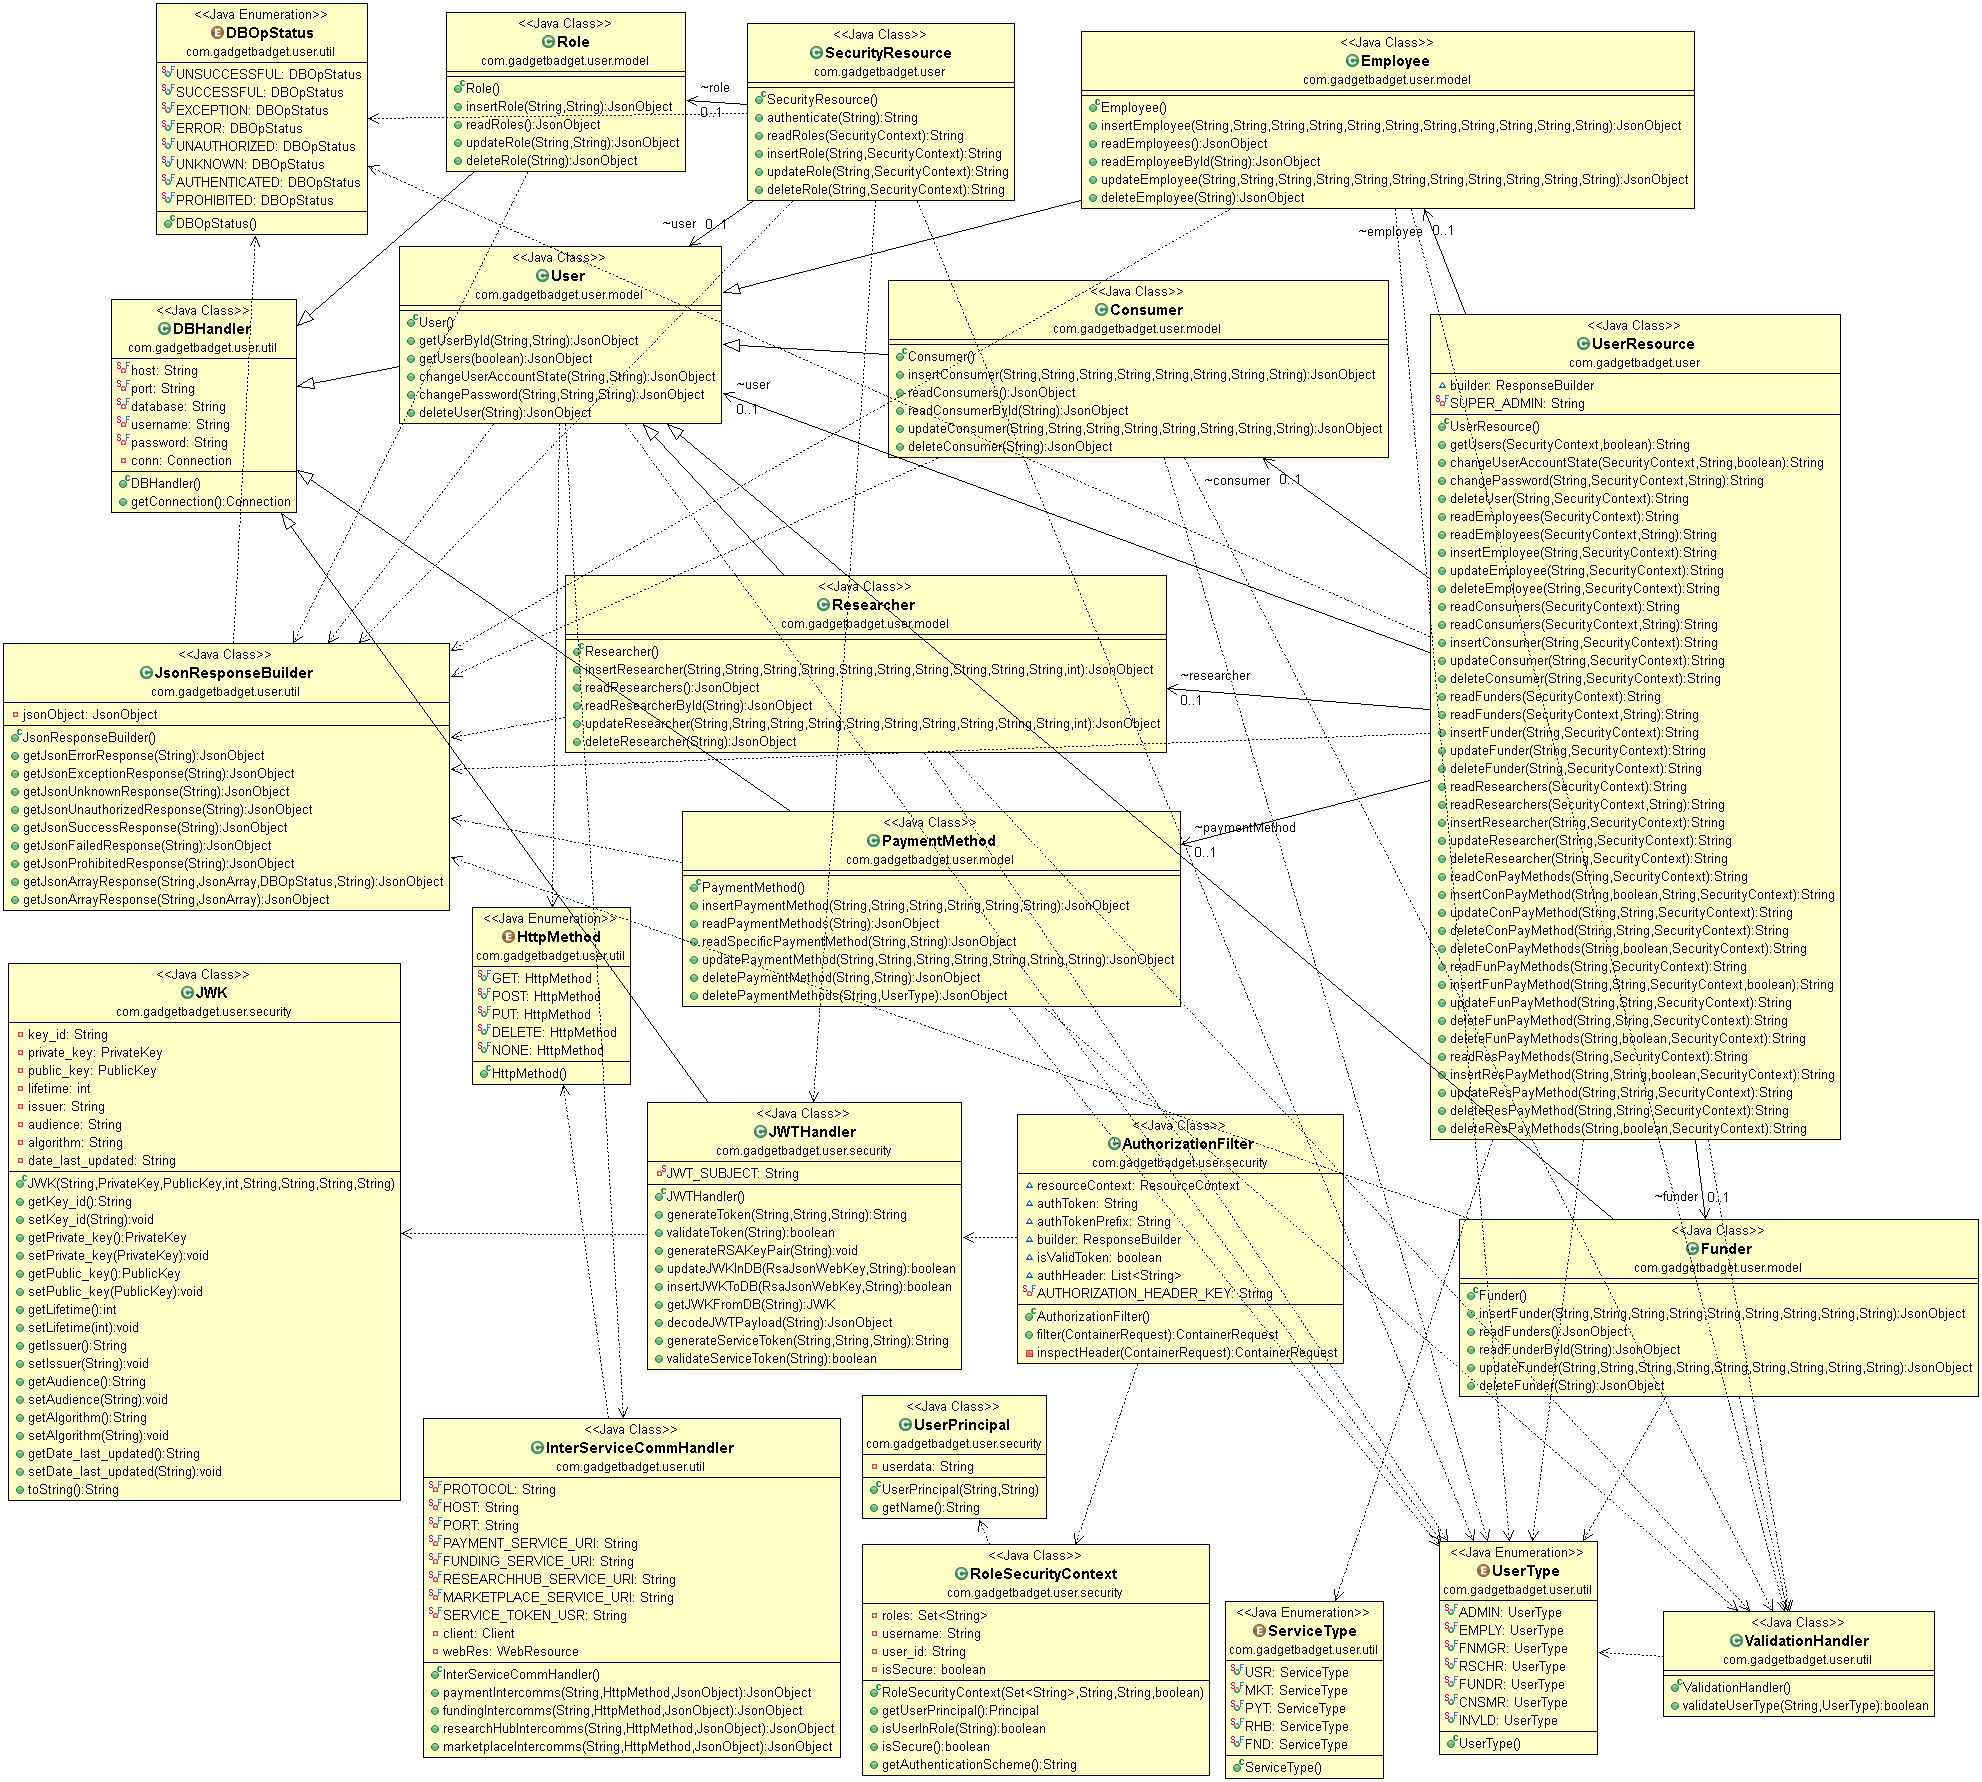 <<Java Enumeration>>
DBOpStatus
com.gadgetbadget.user.util
UNSUCCESSFUL: DBOpStatus
SUCCESSFUL: DBOpStatus
EXCEPTION: DBOpStatus
ERROR: DBOpStatus
UNAUTHORIZED: DBOpStatus
UNKNOWN: DBOpStatus
AUTHENTICATED: DBOpStatus
PROHIBITED: DBOpStatus
DBOpStatus()
<<Java Class>>
Role
com.gadgetbadget.user.model
Role()
insertRole(String,String):JsonObject
readRoles():JsonObject
updateRole(String,String):JsonObject
deleteRole(String):JsonObject
~role
0..1
<<Java Class>>
SecurityResource
com.gadgetbadget.user
SecurityResource()
authenticate(String):String
readRoles(SecurityContext):String
insertRole(String,SecurityContext):String
updateRole(String,SecurityContext):String
deleteRole(String,SecurityContext):String
~user 0..1
<<Java Class>>
Employee
com.gadgetbadget.user.model
Employee()
insertEmployee(String,String,String,String,String,String,String,String,String,String,String):JsonObject
readEmployees():JsonObject
readEmployeeById(String):JsonObject
updateEmployee(String,String,String,String,String,String,String,String,String,String,String):JsonObject
deleteEmployee(String):JsonObject
~employee 0..1
<<Java Class>>
User
com.gadgetbadget.user.model
User()
getUserById(String,String):JsonObject
getUsers(boolean):JsonObject
changeUserAccountState(String,String):JsonObject
changePassword(String,String,String):JsonObject
deleteUser(String):JsonObject
~user
0..1
<<Java Class>>
DBHandler
com.gadgetbadget.user.util
host: String
port: String
database: String
username: String
password: String
conn: Connection
DBHandler()
getConnection():Connection
<<Java Class>>
Consumer
com.gadgetbadget.user.model
Consumer()
insertConsumer(String,String,String,String,String,String,String,String):JsonObject
readConsumers():JsonObject
readConsumerById(String):JsonObject
updateConsumer(String,String,String,String,String,String,String,String):JsonObject
deleteConsumer(String):JsonObject
~consumer 0..1
<<Java Class>>
UserResource
com.gadgetbadget.user
builder: ResponseBuilder
SUPER_ADMIN: String
UserResource()
getUsers(SecurityContext,boolean):String
changeUserAccountState(SecurityContext,String,boolean):String
changePassword(String,SecurityContext,String):String
deleteUser(String,SecurityContext):String
readEmployees(SecurityContext):String
readEmployees(SecurityContext,String):String
insertEmployee(String,SecurityContext):String
updateEmployee(String,SecurityContext):String
deleteEmployee(String,SecurityContext):String
readConsumers(SecurityContext):String
readConsumers(SecurityContext,String):String
insertConsumer(String,SecurityContext):String
updateConsumer(String,SecurityContext):String
deleteConsumer(String,SecurityContext):String
readFunders(SecurityContext):String
readFunders(SecurityContext,String):String
insertFunder(String,SecurityContext):String
updateFunder(String,SecurityContext):String
deleteFunder(String,SecurityContext):String
readResearchers(SecurityContext):String
readResearchers(SecurityContext,String):String
insertResearcher(String,SecurityContext):String
updateResearcher(String,SecurityContext):String
deleteResearcher(String,SecurityContext):String
readConPayMethods(String,SecurityContext):String
insertConPayMethod(String,boolean,String,SecurityContext):String
updateConPayMethod(String,String,SecurityContext):String
deleteConPayMethod(String,String,SecurityContext):String
deleteConPayMethods(String,boolean,SecurityContext):String
readFunPayMethods(String,SecurityContext):String
insertFunPayMethod(String,String,SecurityContext,boolean):String
updateFunPayMethod(String,String,SecurityContext):String
deleteFunPayMethod(String,String,SecurityContext):String
deleteFunPayMethods(String,boolean,SecurityContext):String
readResPayMethods(String,SecurityContext):String
insertResPayMethod(String,String,boolean,SecurityContext):String
updateResPayMethod(String,String,SecurityContext):String
deleteResPayMethod(String,String,SecurityContext):String
deleteResPayMethods(String,boolean,SecurityContext):String
<<Java Class>>
Researcher
com.gadgetbadget.user.model
Researcher()
insertResearcher(String,String,String,String,String,String,String,String,String,String,int):JsonObject
readResearchers():JsonObject
readResearcherById(String):JsonObject
updateResearcher(String,String,String,String,String,String,String,String,String,String,int):JsonObject
deleteResearcher(String):JsonObject
~researcher
0..1
<<Java Class>>
JsonResponseBuilder
com.gadgetbadget.user.util
jsonObject: JsonObject
JsonResponseBuilder()
getJsonErrorResponse(String):JsonObject
getJsonExceptionResponse(String):JsonObject
getJsonUnknownResponse(String):JsonObject
getJsonUnauthorizedResponse(String):JsonObject
getJsonSuccessResponse(String):JsonObject
getJsonFailedResponse(String):JsonObject
getJsonProhibitedResponse(String):JsonObject
getJsonArrayResponse(String,JsonArray,DBOpStatus,String):JsonObject
getJsonArrayResponse(String,JsonArray):JsonObject
<<Java Class>>
PaymentMethod
com.gadgetbadget.user.model
PaymentMethod()
insertPaymentMethod(String,String,String,String,String,String):JsonObject
readPaymentMethods(String):JsonObject
readSpecificPaymentMethod(String,String):JsonObject
updatePaymentMethod(String,String,String,String,String,String,String):JsonObject
deletePaymentMethod(String,String):JsonObject
deletePaymentMethods(String,UserType):JsonObject
~paymentMethod
0..1
<<Java Enumeration>>
HttpMethod
com.gadgetbadget.user.util
GET: HttpMethod
POST: HttpMethod
PUT: HttpMethod
DELETE: HttpMethod
NONE: HttpMethod
HttpMethod()
<<Java Class>>
JWK
com.gadgetbadget.user.security
key_id: String
private_key: PrivateKey
public_key: PublicKey
lifetime: int
issuer: String
audience: String
algorithm: String
date_last_updated: String
JWK(String,PrivateKey,PublicKey,int,String,String,String,String)
getKey_id():String
setKey_id(String):void
getPrivate_key():PrivateKey
setPrivate_key(PrivateKey):void
getPublic_key():PublicKey
setPublic_key(PublicKey):void
getLifetime():int
setLifetime(int):void
getIssuer():String
setIssuer(String):void
getAudience():String
setAudience(String):void
getAlgorithm():String
setAlgorithm(String):void
getDate_last_updated():String
setDate_last_updated(String):void
toString():String
<<Java Class>>
JWTHandler
com.gadgetbadget.user.security
JWT_SUBJECT: String
JWTHandler()
generateToken(String,String,String):String
validateToken(String):boolean
generateRSAKeyPair(String):void
updateJWKInDB(RsaJsonWebKey,String):boolean
insertJWKToDB(RsaJsonWebKey,String):boolean
getJWKFromDB(String):JWK
decodeJWTPayload(String):JsonObject
generateServiceToken(String,String,String):String
validateServiceToken(String):boolean
<<Java Class>>
AuthorizationFilter
com.gadgetbadget.user.security
resourceContext: ResourceContext
authToken: String
authTokenPrefix: String
builder: ResponseBuilder
isValidToken: boolean
authHeader: List<String>
AUTHORIZATION_HEADER_KEY: String
AuthorizationFilter()
filter(ContainerRequest):ContainerRequest
inspectHeader(ContainerRequest):ContainerRequest
~funder 0..1
<<Java Class>>
Funder
com.gadgetbadget.user.model
Funder()
insertFunder(String,String,String,String,String,String,String,String,String):JsonObject
readFunders():JsonObject
readFunderById(String):JsonObject
updateFunder(String,String,String,String,String,String,String,String,String):JsonObject
deleteFunder(String):JsonObject
<<Java Class>>
InterServiceCommHandler
com.gadgetbadget.user.util
PROTOCOL: String
HOST: String
PORT: String
PAYMENT_SERVICE_URI: String
FUNDING_SERVICE_URI: String
RESEARCHHUB_SERVICE_URI: String
MARKETPLACE_SERVICE_URI: String
SERVICE_TOKEN_USR: String
client: Client
webRes: WebResource
InterServiceCommHandler()
paymentIntercomms(String,HttpMethod,JsonObject):JsonObject
fundingIntercomms(String,HttpMethod,JsonObject):JsonObject
researchHubIntercomms(String,HttpMethod,JsonObject):JsonObject
marketplaceIntercomms(String,HttpMethod,JsonObject):JsonObject
<<Java Class>>
UserPrincipal
com.gadgetbadget.user.security
userdata: String
UserPrincipal(String,String)
getName():String
<<Java Class>>
RoleSecurityContext
com.gadgetbadget.user.security
roles: Set<String>
username: String
user_id: String
isSecure: boolean
RoleSecurityContext(Set<String>,String,String,boolean)
getUserPrincipal():Principal
isUserInRole(String):boolean
isSecure():boolean
getAuthenticationScheme():String
<<Java Enumeration>>
ServiceType
com.gadgetbadget.user.util
USR: ServiceType
MKT: ServiceType
PYT: ServiceType
RHB: ServiceType
FND: ServiceType
ServiceType()
<<Java Enumeration>>
UserType
com.gadgetbadget.user.util
ADMIN: UserType
EMPLY: UserType
FNMGR: UserType
RSCHR: UserType
FUNDR: UserType
CNSMR: UserType
INVLD: UserType
UserType()
<<Java Class>>
ValidationHandler
com.gadgetbadget.user.util
ValidationHandler()
validateUserType(String,UserType):boolean